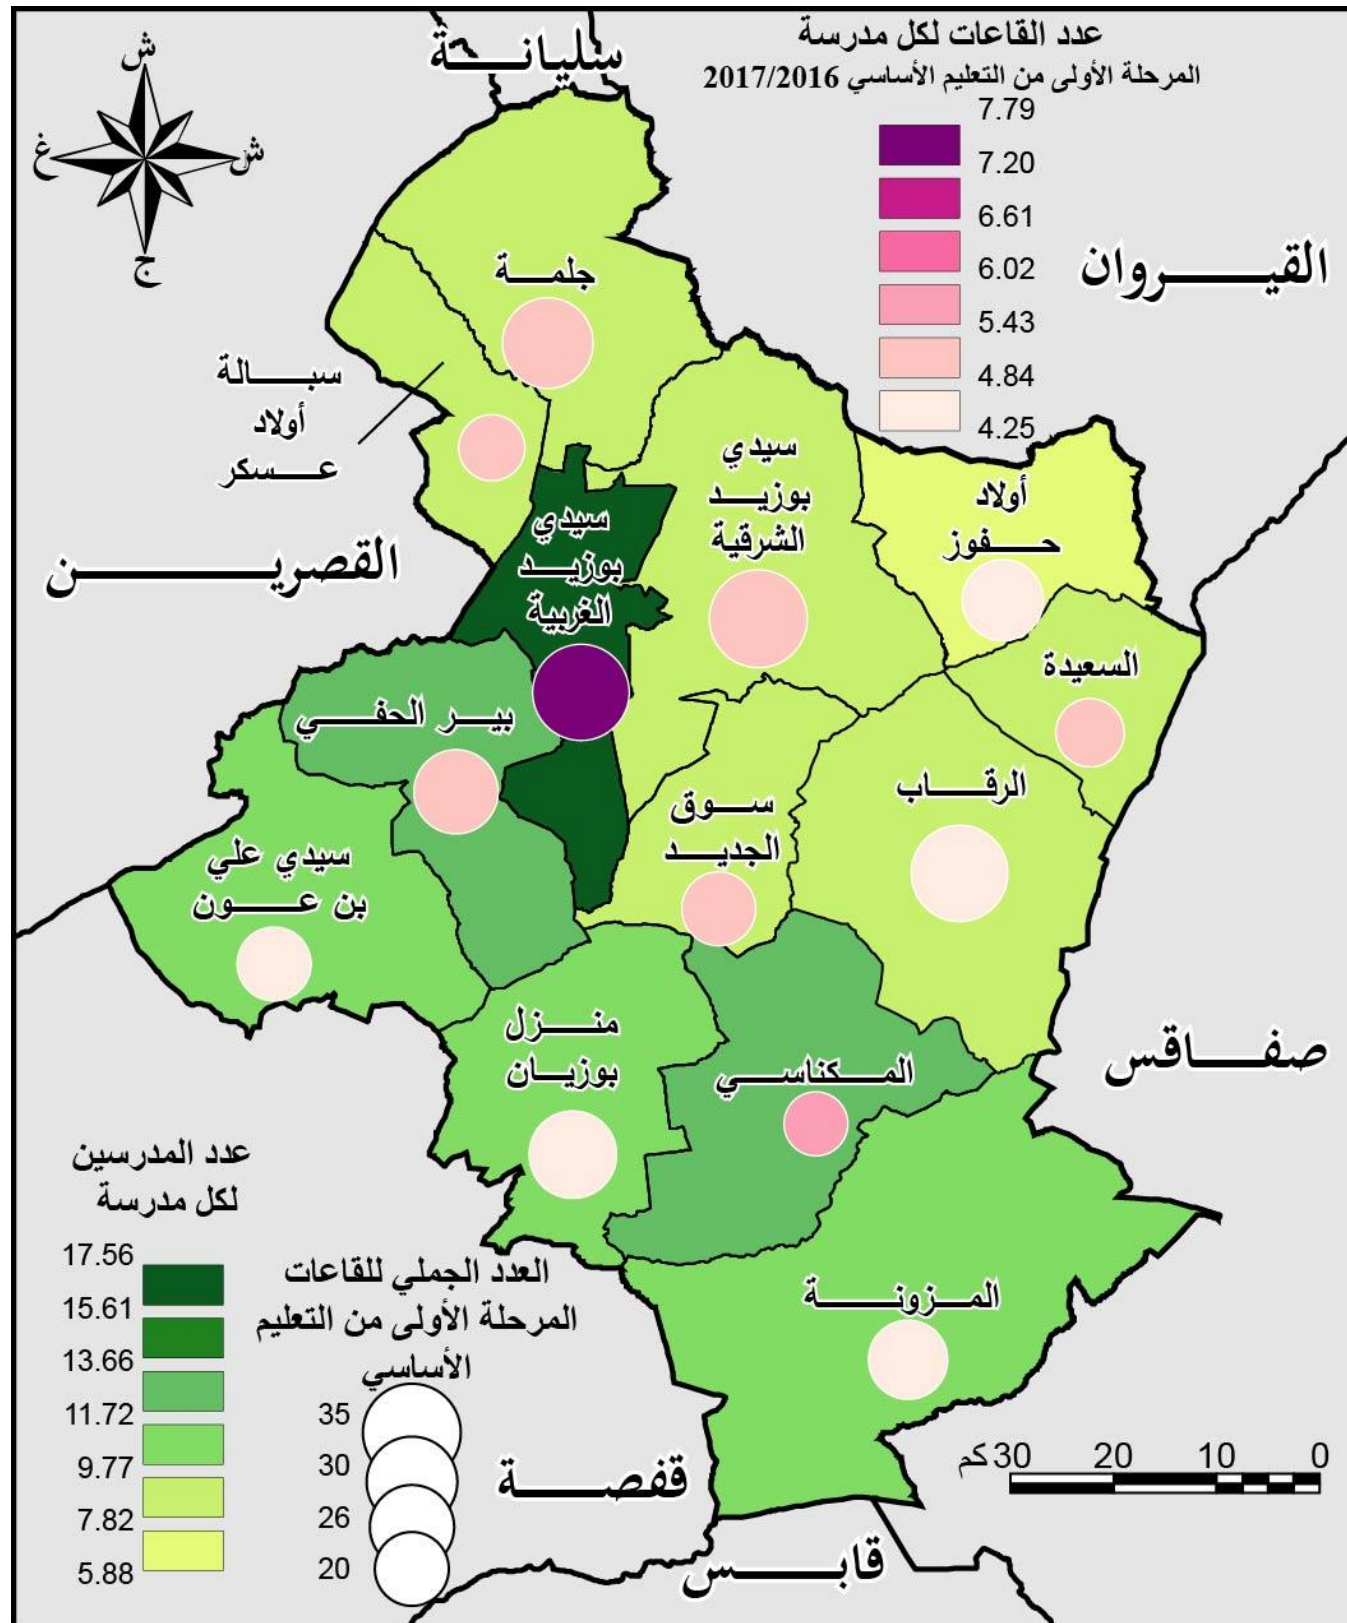 عدد القاعات لكل مدرسة
المرحلة الأولى من التعليم الأساسي 2017/2016
7.79
7.20
6.61
6.02
5.43
4.84
4.25
ش
ش
غ
ج
سليانة
القيروان
القصرين
صفاقس
قفصة
قابس
جلمة
سبالة
أولاد
عسكر
سيدي
بوزيد
الشرقية
أولاد
حفوز
سيدي
بوزيد
الغربية
السعيدة
بير الحفي
الرقاب
سوق
الجديد
سيدي علي
بن عون
منزل
بوزيان
المكناسي
المزونة
عدد المدرسين
لكل مدرسة
17.56
15.61
13.66
11.72
9.77
7.82
5.88
العدد الجملي للقاعات
المرحلة الأولى من التعليم
الأساسي
35
30
26
20
0 10 20 30 كم